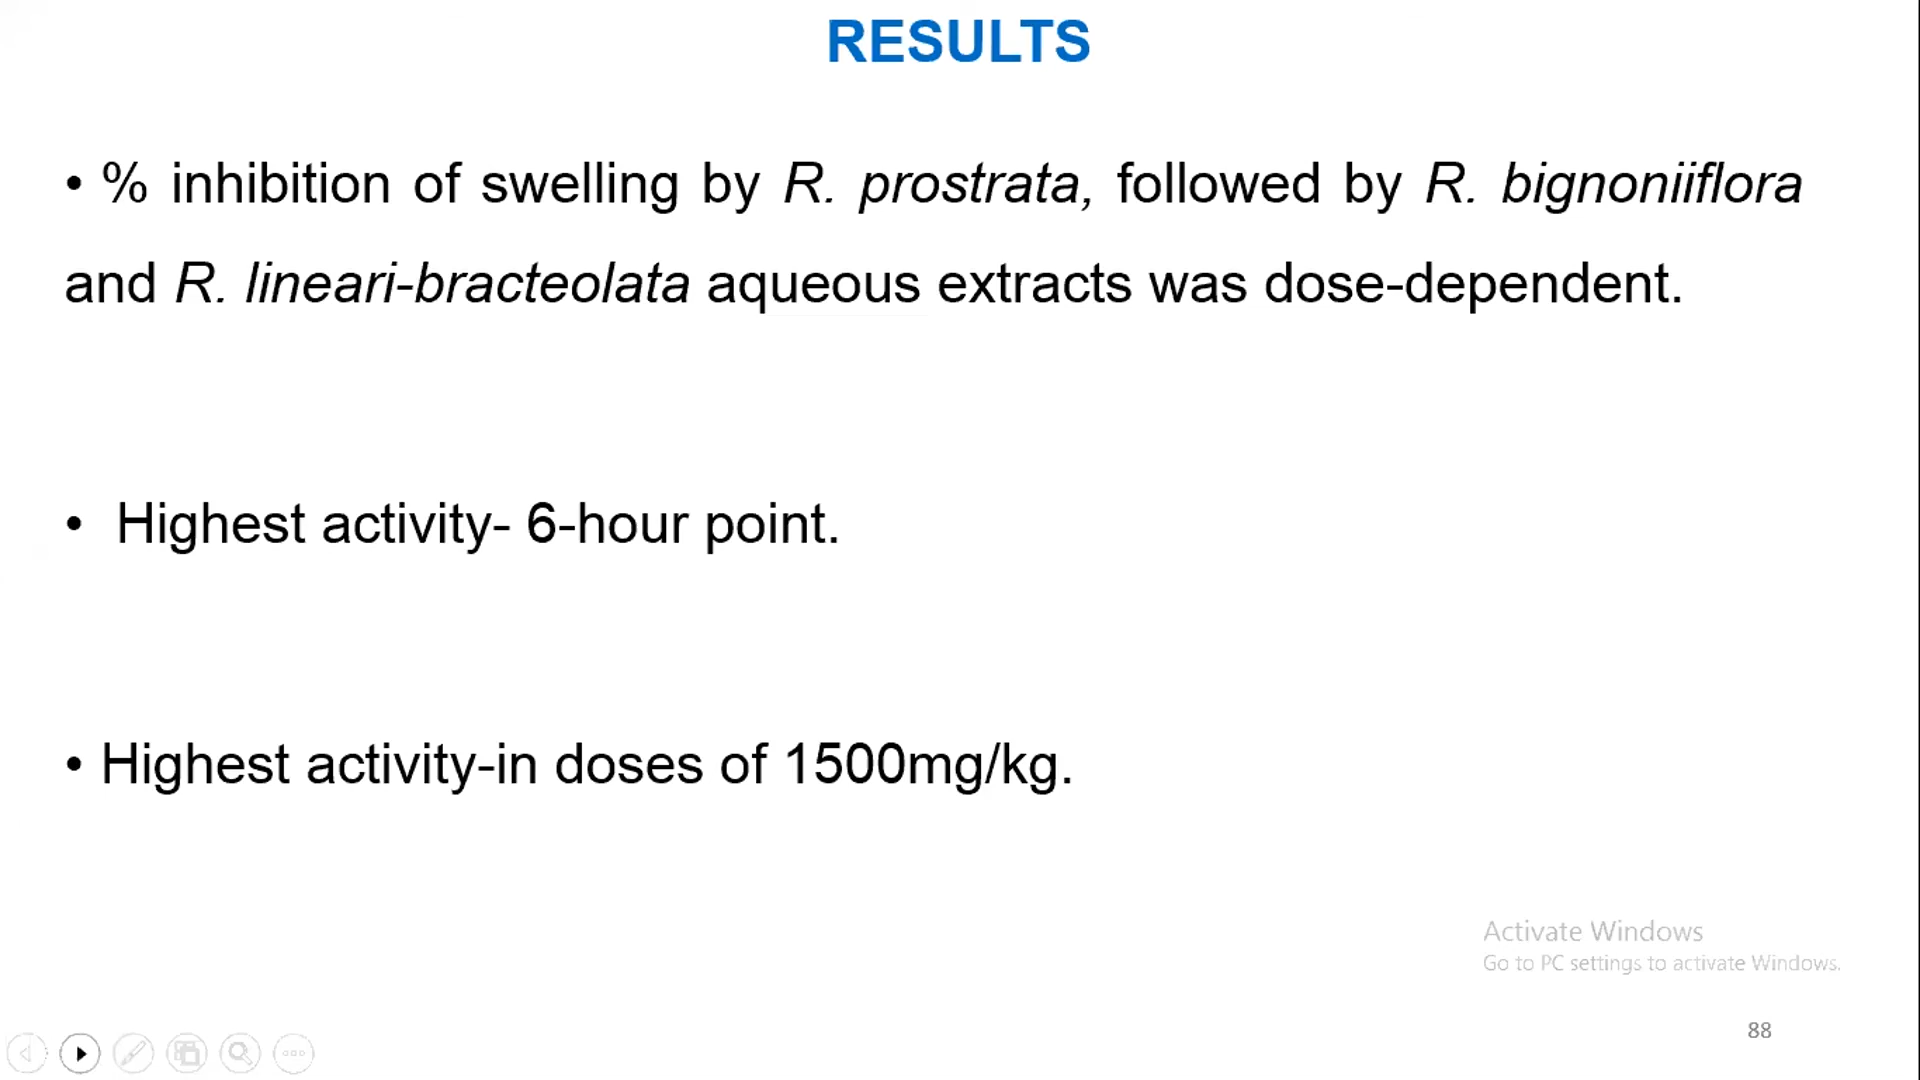 RESULTS
• % inhibition of swelling by R. prostrata, followed by R. bignoniiflora
and R. lineari-bracteolata aqueous extracts was dose-dependent.
• Highest activity- 6-hour point.
• Highest activity-in doses of 1500mg/kg.
Activate Windows
Go to PC settings to activate Windows.
88